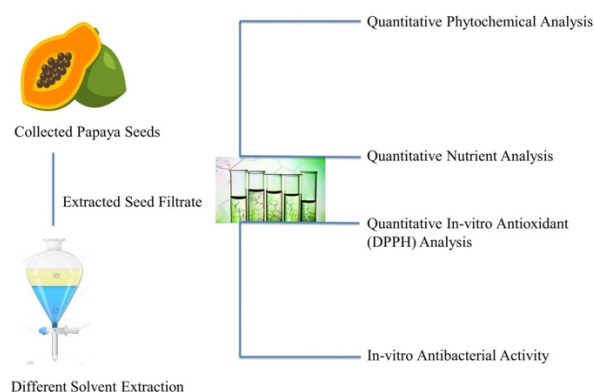 Collected Papaya Seeds
Extracted Seed Filtrate
Different Solvent Extraction
Quantitative Phytochemical Analysis
Quantitative Nutrient Analysis
Quantitative In-vitro Antioxidant
(DPPH) Analysis
In-vitro Antibacterial Activity